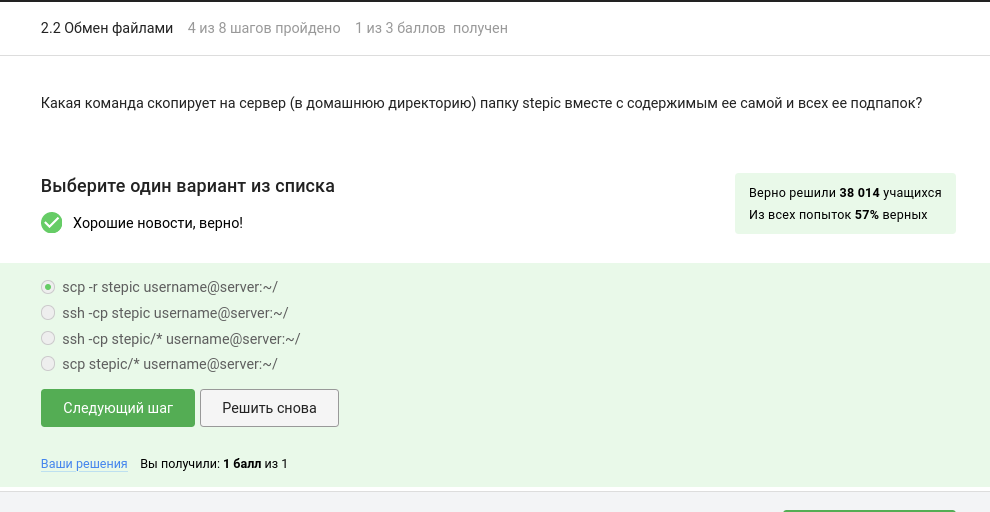 2.2 Обмен файлами 4 из 8 шагов пройдено 1 из 3 баллов получен
Какая команда скопирует на сервер (в домашнюю директорию) папку stepic вместе с содержимым ее самой и всех ее подпапок?
Выберите один вариант из списка
Верно решили 38 014 учащихся
Из всех попыток 57% верных
Хорошие новости, верно!
scp -r stepic username@server:~/
ssh -cp stepic username@server:~/
ssh -cp stepic/* username@server:~/
scp stepic/* username@server:~/
Следующий шаг Решить снова
Ваши решения Вы получили: 1 балл из 1